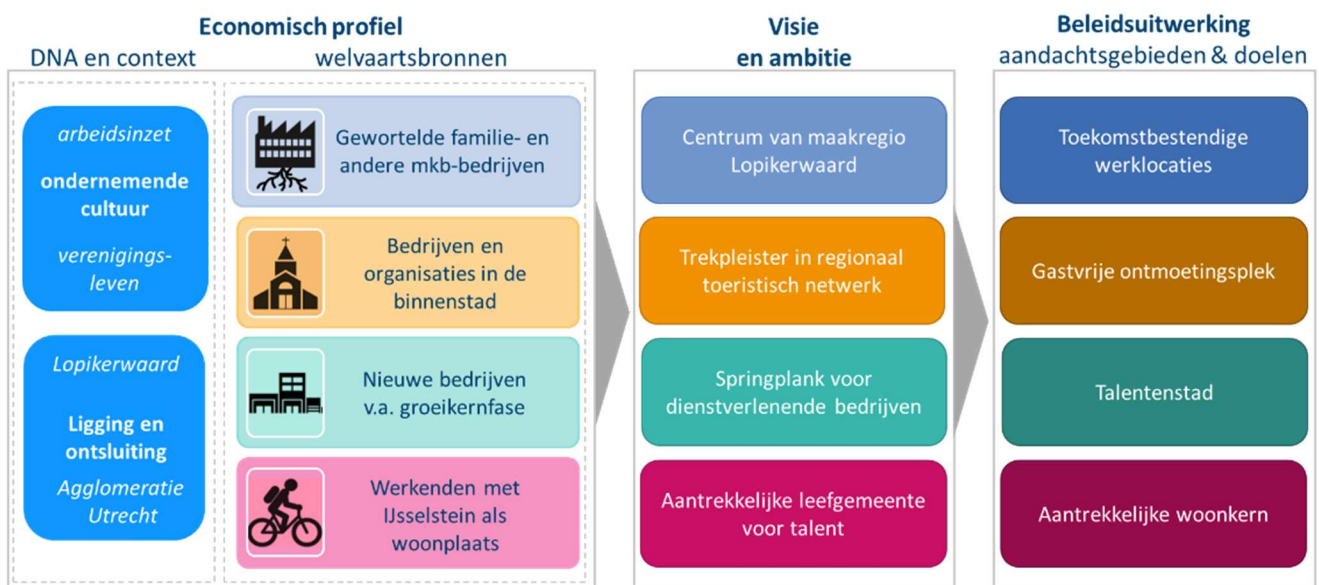 Economisch profiel
DNA en context
welvaartsbronnen
arbeidsinzet
ondernemende
cultuur
verenigings-
leven
Lopikerwaard
Ligging en
ontsluiting
Agglomeratie
Utrecht
Gewortelde familie- en
andere mkb-bedrijven
Bedrijven en
organisaties in de
binnenstad
Nieuwe bedrijven
v.a. groeikernfase
Werkenden met
IJsselstein als
woonplaats
Visie
en ambitie
Centrum van maakregio
Lopikerwaard
Trekpleister in regionaal
toeristisch netwerk
Springplank voor
dienstverlenende bedrijven
Aantrekkelijke leefgemeente
voor talent
Beleidsuitwerking
aandachtsgebieden & doelen
Toekomstbestendige
werklocaties
Gastvrije ontmoetingsplek
Talentenstad
Aantrekkelijke woonkern